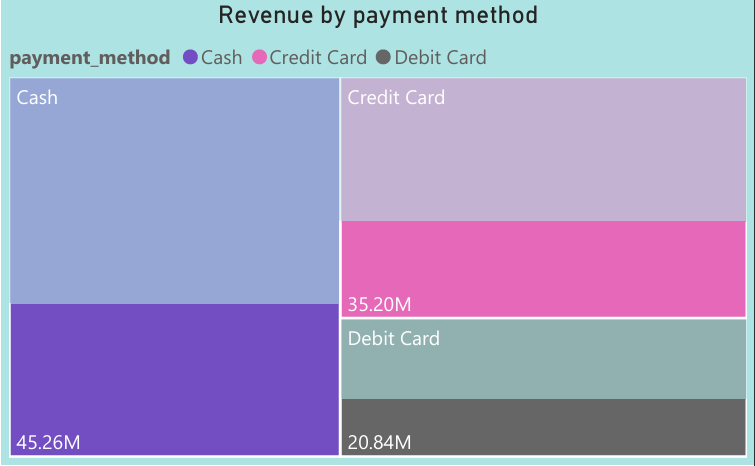 Revenue by payment method
payment_method Cash Credit Card Debit Card
Cash
45.26M
Credit Card
35.20M
Debit Card
20.84M